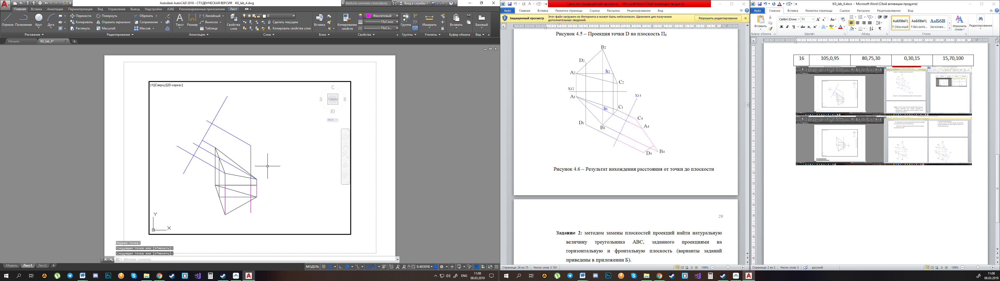 Autodesk AutoCAD 2018 - СТУДЕНЧЕСКАЯ ВЕРСИЯ KG_lab_4.dwg
Введите ключевое слово/фразу
Вход в службы
Главная Вставка Аннотации Параметризация Вид Управление Вывод Надстройки A360 Рекомендованные приложения Лист
Отрезок Полилиния Круг Дуга
Перенести Повернуть Обрезать
Копировать Отразить зеркально Сопряжение
Растянуть Масштаб Массив
Текст Размер
Линейный
Выноска
Таблица
Свойства слоя
0
Сделать текущим
Копировать свойства слоя
Вставка
Копирование свойств
Фиолетовый
ПоСлою
ПоСл...
Группа
Измерить
Вставить
Базовый
Рисование Редактирование Аннотации Слои Блок Свойства Группы Утилиты Буфер обмена Вид
Начало KG_lab_4*
[+][Сверху][2D-каркас]
С
З Сверху В
Ю
МСК
Y
X
Первая точка:
Следующая точка или [оТменить]:
Следующая точка или [оТменить]:
Введите команду
Модель Лист1 Лист2 +
МОДЕЛЬ
0.403018
ENG
11:08
08.03.2019
1_kurs.doc (защищенный просмотр) - Microsoft Word (Сбой активации продукта)
Файл Главная Вставка Разметка страницы Ссылки Рассылки Рецензирование Вид
Защищенный просмотр Этот файл загружен из Интернета и может быть небезопасен. Щелкните для получения дополнительных сведений.
Разрешить редактирование
Рисунок 4.5 – Проекция точки D на плоскость П4
B2
D2
A2
h2
C2
X12
A1
X14
C1
h1
C4
D1
B1
A4
D4
B4
Рисунок 4.6 – Результат нахождения расстояния от точки до плоскости
29
Задание 2: методом замены плоскостей проекций найти натуральную
величину треугольника АВС, заданного проекциями на
горизонтальную и фронтальную плоскость (варианты заданий
приведены в приложении Б).
Страница: 26 из 75 Число слов: 5 761
108%
KG_lab_4.docx - Microsoft Word (Сбой активации продукта)
Файл Главная Вставка Разметка страницы Ссылки Рассылки Рецензирование Вид
Вставить
Calibri (Осно 11
Ж К Ч
АаБбВвГг, АаБбВвГг, АаБбВ
¶ Обычный ¶ Без инте... Заголово...
Изменить стили
Редактирование
Буфер обмена Шрифт Абзац Стили
16 105,0,95 80,75,30 0,30,15 15,70,100
Страница: 2 из 2 Число слов: 5 русский
108%
11:08
08.03.2019